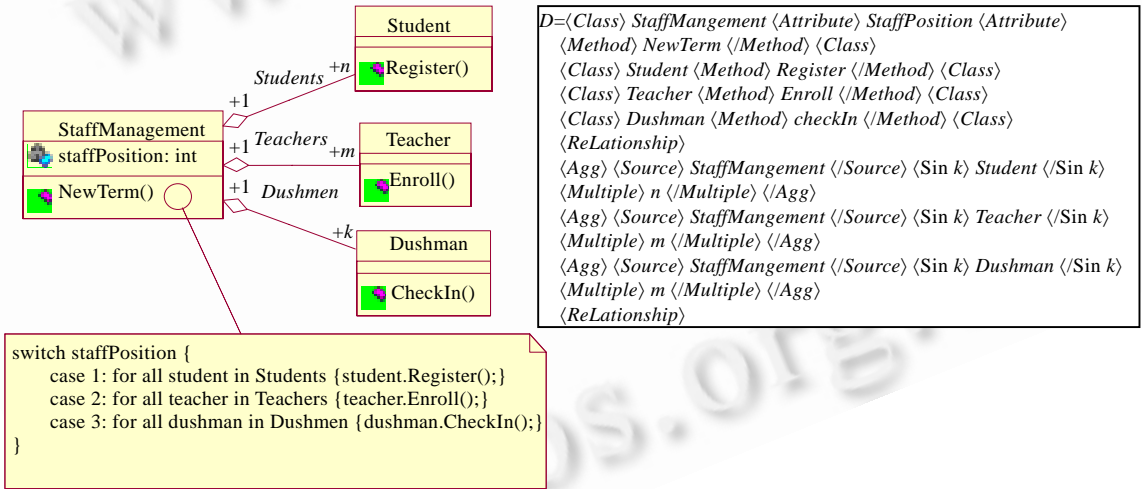 Student
Register()
Students
+n
+1
StaffManagement
staffPosition: int
NewTerm()
+1
Teachers
+m
Teacher
Enroll()
+1
Dushmen
+k
Dushman
CheckIn()
switch staffPosition {
case 1: for all student in Students {student.Register();}
case 2: for all teacher in Teachers {teacher.Enroll();}
case 3: for all dushman in Dushmen {dushman.CheckIn();}
}
D=⟨Class⟩ StaffMangement ⟨Attribute⟩ StaffPosition ⟨Attribute⟩
⟨Method⟩ NewTerm ⟨/Method⟩ ⟨Class⟩
⟨Class⟩ Student ⟨Method⟩ Register ⟨/Method⟩ ⟨Class⟩
⟨Class⟩ Teacher ⟨Method⟩ Enroll ⟨/Method⟩ ⟨Class⟩
⟨Class⟩ Dushman ⟨Method⟩ checkIn ⟨/Method⟩ ⟨Class⟩
⟨ReLationship⟩
⟨Agg⟩ ⟨Source⟩ StaffMangement ⟨/Source⟩ ⟨Sin k⟩ Student ⟨/Sin k⟩
⟨Multiple⟩ n ⟨/Multiple⟩ ⟨/Agg⟩
⟨Agg⟩ ⟨Source⟩ StaffMangement ⟨/Source⟩ ⟨Sin k⟩ Teacher ⟨/Sin k⟩
⟨Multiple⟩ m ⟨/Multiple⟩ ⟨/Agg⟩
⟨Agg⟩ ⟨Source⟩ StaffMangement ⟨/Source⟩ ⟨Sin k⟩ Dushman ⟨/Sin k⟩
⟨Multiple⟩ m ⟨/Multiple⟩ ⟨/Agg⟩
⟨ReLationship⟩